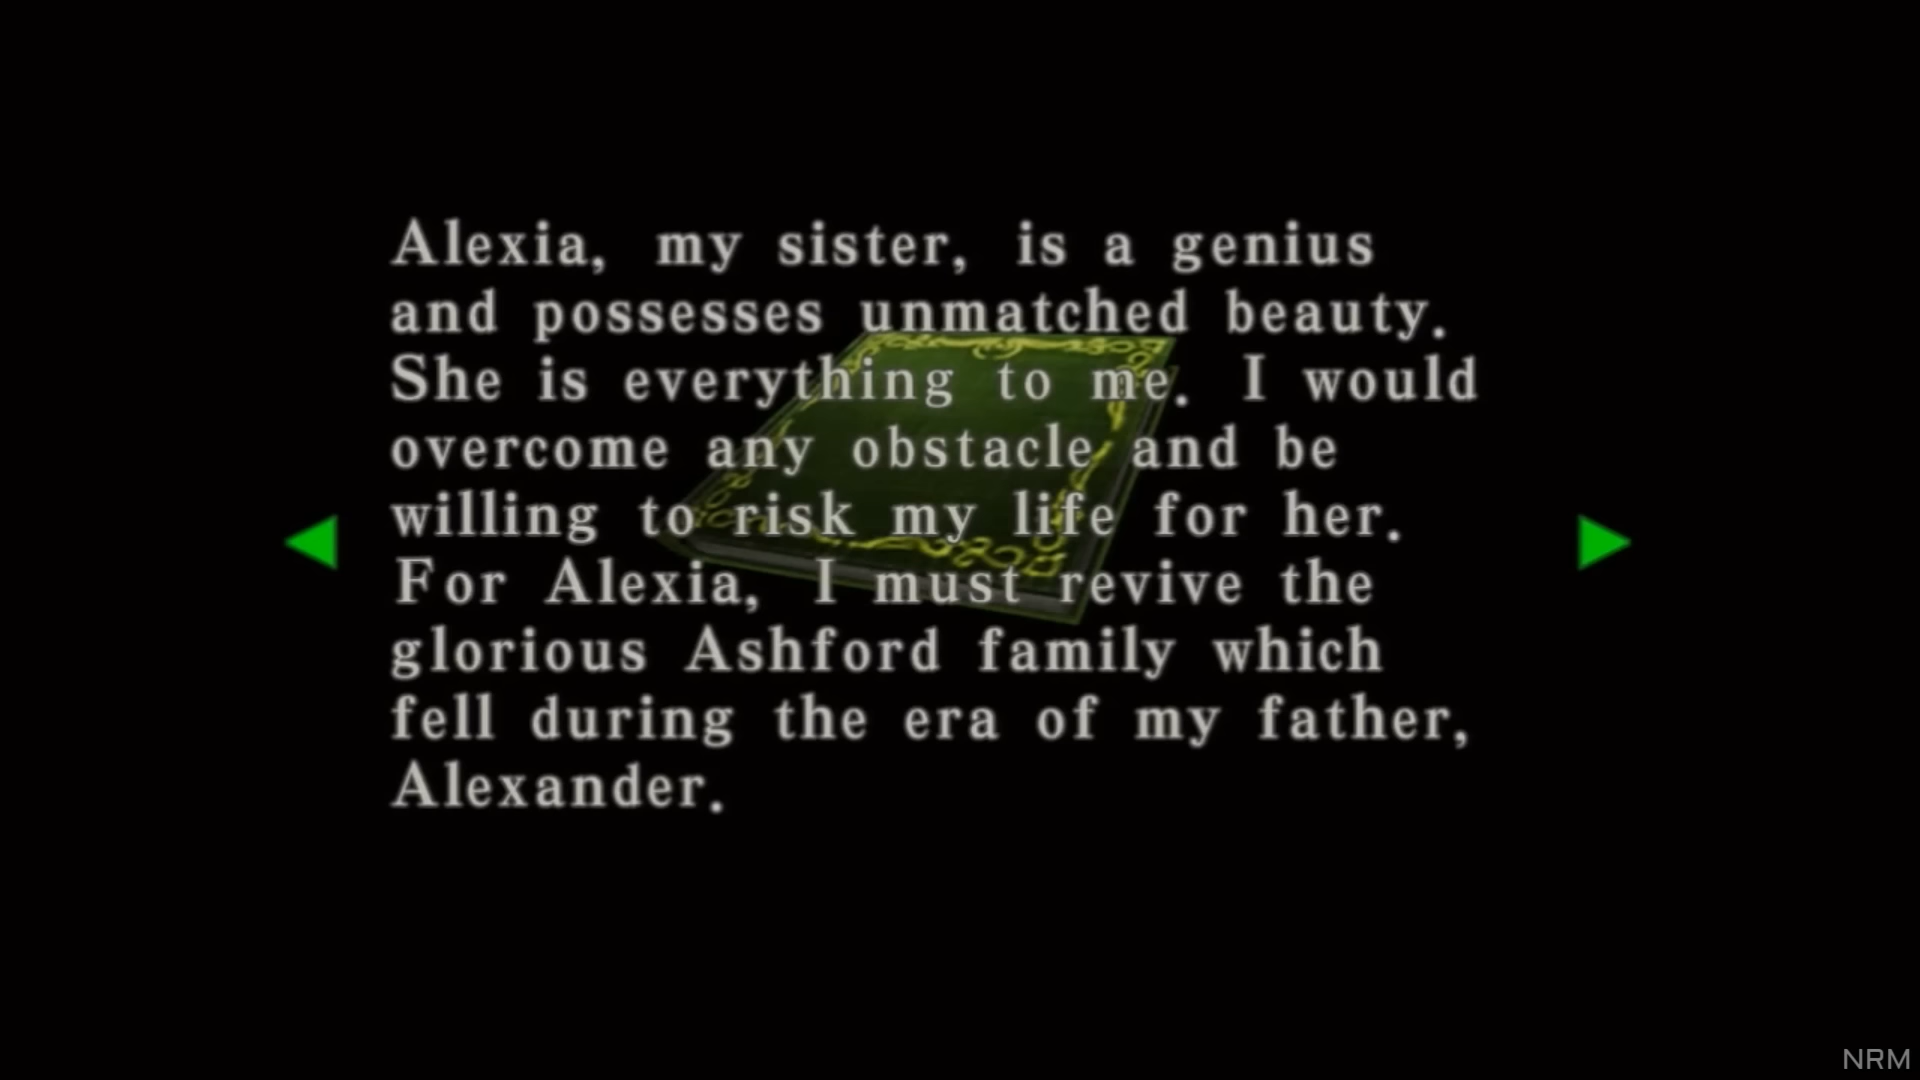 Alexia, my sister, is a genius
and possesses unmatched beauty.
She is everything to me. I would
overcome any obstacle and be
willing to risk my life for her.
For Alexia, I must revive the
glorious Ashford family which
fell during the era of my father,
Alexander.
NRM